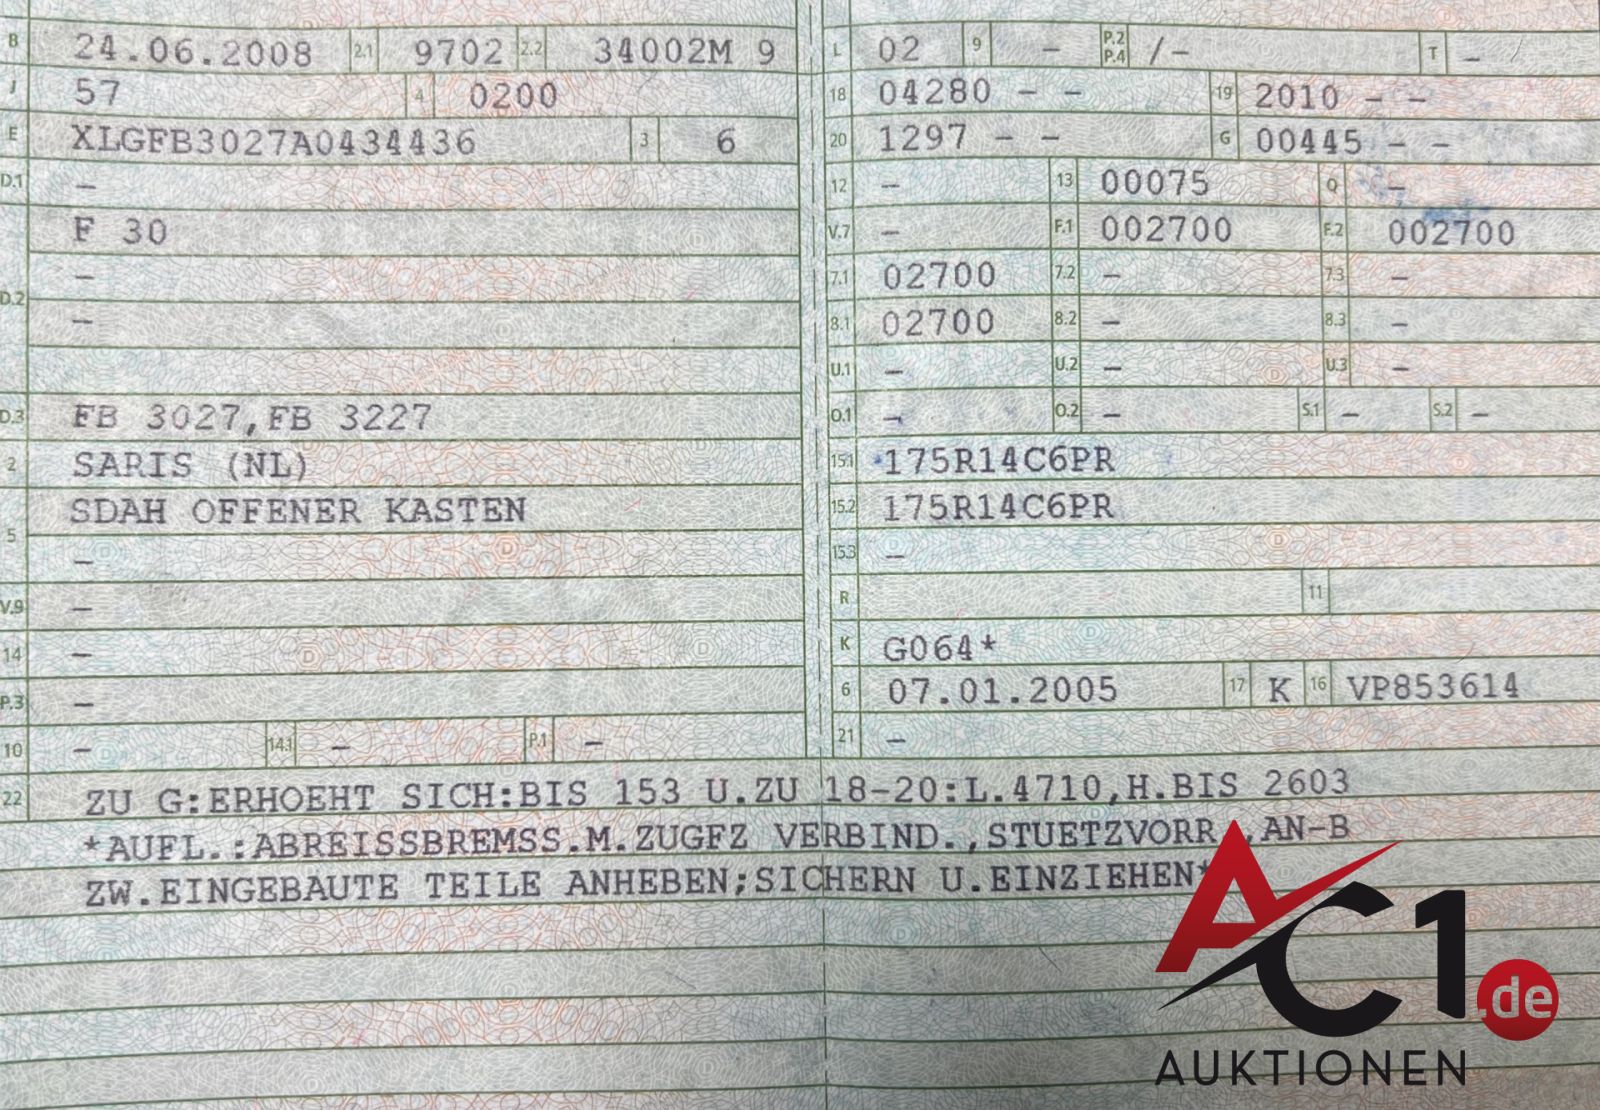 B 24.06.2008 2.1 9702 2.2 34002M 9
J 57 4 0200
E XLGFB3027A0434436 3 6
D.1 -
F 30
D.2 -
-
D.3 FB 3027,FB 3227
2 SARIS (NL)
SDAH OFFENER KASTEN
5 -
V.9 -
14 -
P.3 -
10 - 14.1 - P.1 -
L 02 9 - P.2 P.4 /- T -
18 04280 - - 19 2010 - -
20 1297 - - G 00445 - -
12 - 13 00075 Q -
V.7 - F.1 002700 F.2 002700
7.1 02700 7.2 - 7.3 -
8.1 02700 8.2 - 8.3 -
U.1 - U.2 - U.3 -
O.1 - O.2 - S.1 - S.2 -
15.1 175R14C6PR
15.2 175R14C6PR
15.3 -
R 11
K G064*
6 07.01.2005 17 K 16 VP853614
21 -
22 ZU G:ERHOEHT SICH:BIS 153 U.ZU 18-20:L.4710,H.BIS 2603
*AUFL.:ABREISSBREMSS.M.ZUGFZ VERBIND.,STUETZVORR.,AN-B
ZW.EINGEBAUTE TEILE ANHEBEN;SICHERN U.EINZIEHEN*
AC1.de
AUKTIONEN